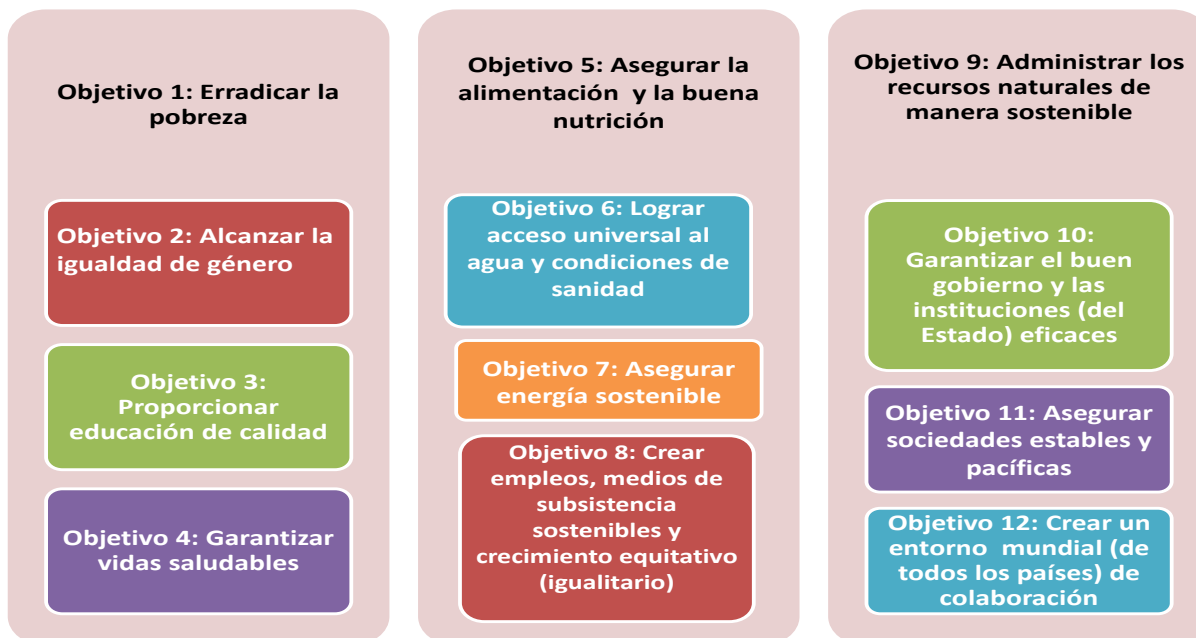 Objetivo 1: Erradicar la
pobreza
Objetivo 2: Alcanzar la
igualdad de género
Objetivo 3:
Proporcionar
educación de calidad
Objetivo 4: Garantizar
vidas saludables
Objetivo 5: Asegurar la
alimentación y la buena
nutrición
Objetivo 6: Lograr
acceso universal al
agua y condiciones de
sanidad
Objetivo 7: Asegurar
energía sostenible
Objetivo 8: Crear
empleos, medios de
subsistencia
sostenibles y
crecimiento equitativo
(igualitario)
Objetivo 9: Administrar los
recursos naturales de
manera sostenible
Objetivo 10:
Garantizar el buen
gobierno y las
instituciones (del
Estado) eficaces
Objetivo 11: Asegurar
sociedades estables y
pacíficas
Objetivo 12: Crear un
entorno mundial (de
todos los países) de
colaboración